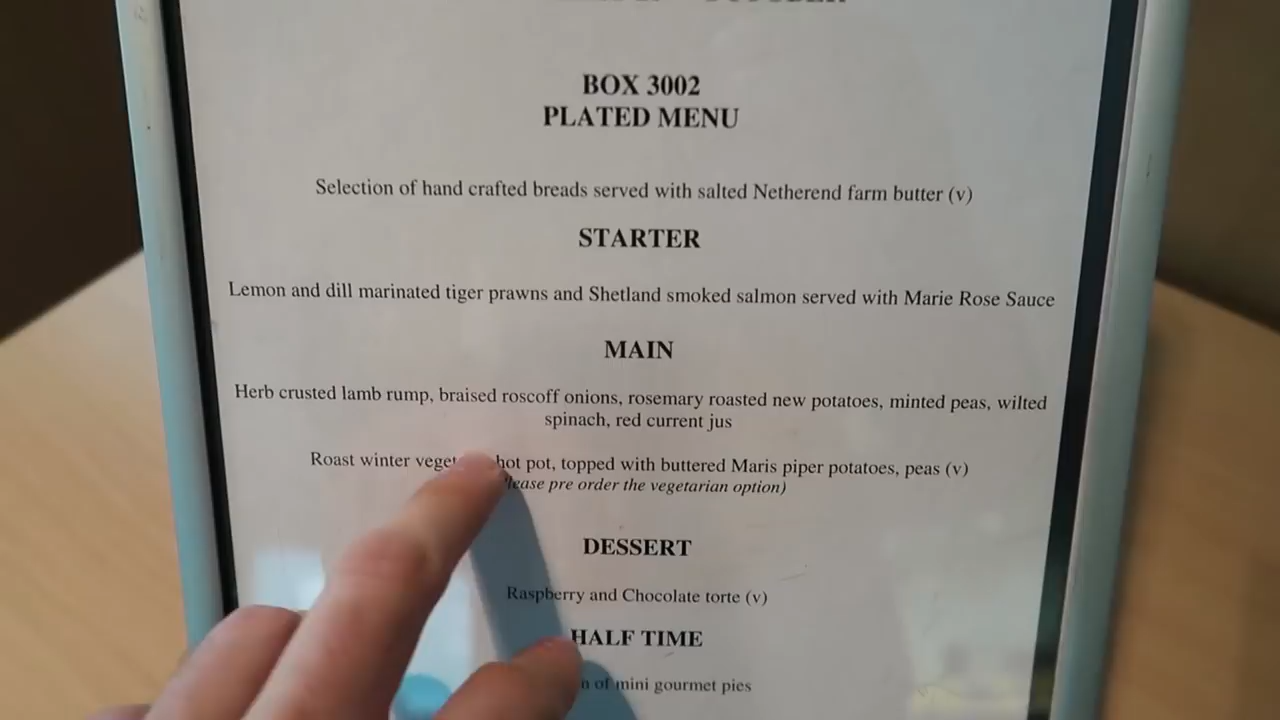 BOX 3002
PLATED MENU
Selection of hand crafted breads served with salted Netherend farm butter (v)
STARTER
Lemon and dill marinated tiger prawns and Shetland smoked salmon served with Marie Rose Sauce
MAIN
Herb crusted lamb rump, braised roscoff onions, rosemary roasted new potatoes, minted peas, wilted
spinach, red current jus
Roast winter hot pot, topped with buttered Maris piper potatoes, peas (v)
pre order the vegetarian option)
DESSERT
Raspberry and Chocolate torte (v)
HALF TIME
of mini gourmet pies